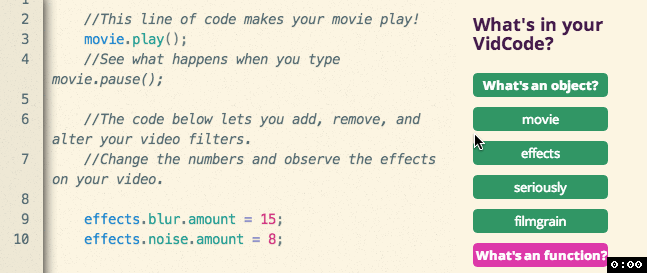 2 //This line of code makes your movie play!
3 movie.play();
4 //See what happens when you type
movie.pause();
5
6 //The code below lets you add, remove, and
alter your video filters.
7 //Change the numbers and observe the effects
on your video.
8
9 effects.blur.amount = 15;
10 effects.noise.amount = 8;
What's in your
VidCode?
What's an object?
movie
effects
seriously
filmgrain
What's an function?
0:00